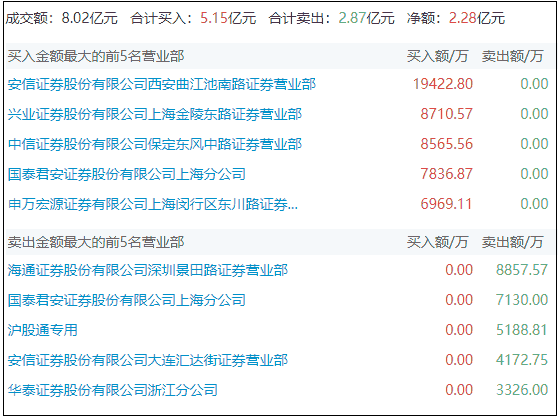 成交额：8.02亿元 合计买入：5.15亿元 合计卖出：2.87亿元 净额：2.28亿元
买入金额最大的前5名营业部 买入额/万 卖出额/万
安信证券股份有限公司西安曲江池南路证券营业部 19422.80 0.00
兴业证券股份有限公司上海金陵东路证券营业部 8710.57 0.00
中信证券股份有限公司保定东风中路证券营业部 8565.56 0.00
国泰君安证券股份有限公司上海分公司 7836.87 0.00
申万宏源证券有限公司上海闵行区东川路证券... 6969.11 0.00
卖出金额最大的前5名营业部 买入额/万 卖出额/万
海通证券股份有限公司深圳景田路证券营业部 0.00 8857.57
国泰君安证券股份有限公司上海分公司 0.00 7130.00
沪股通专用 0.00 5188.81
安信证券股份有限公司大连汇达街证券营业部 0.00 4172.75
华泰证券股份有限公司浙江分公司 0.00 3326.00